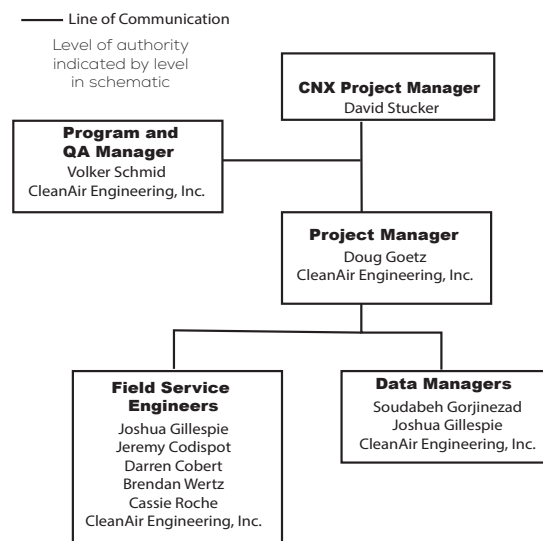 Line of Communication
Level of authority
indicated by level
in schematic
CNX Project Manager
David Stucker
Program and
QA Manager
Volker Schmid
CleanAir Engineering, Inc.
Project Manager
Doug Goetz
CleanAir Engineering, Inc.
Field Service
Engineers
Joshua Gillespie
Jeremy Codispot
Darren Cobert
Brendan Wertz
Cassie Roche
CleanAir Engineering, Inc.
Data Managers
Soudabeh Gorjinezad
Joshua Gillespie
CleanAir Engineering, Inc.